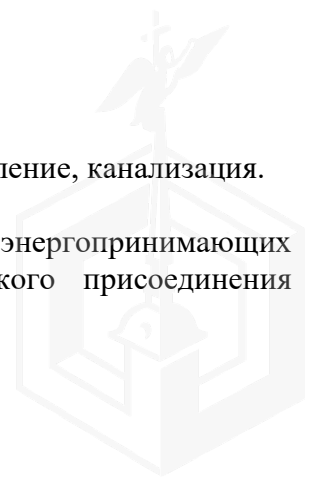 ление, канализация.
энергопринимающих
кого присоединения